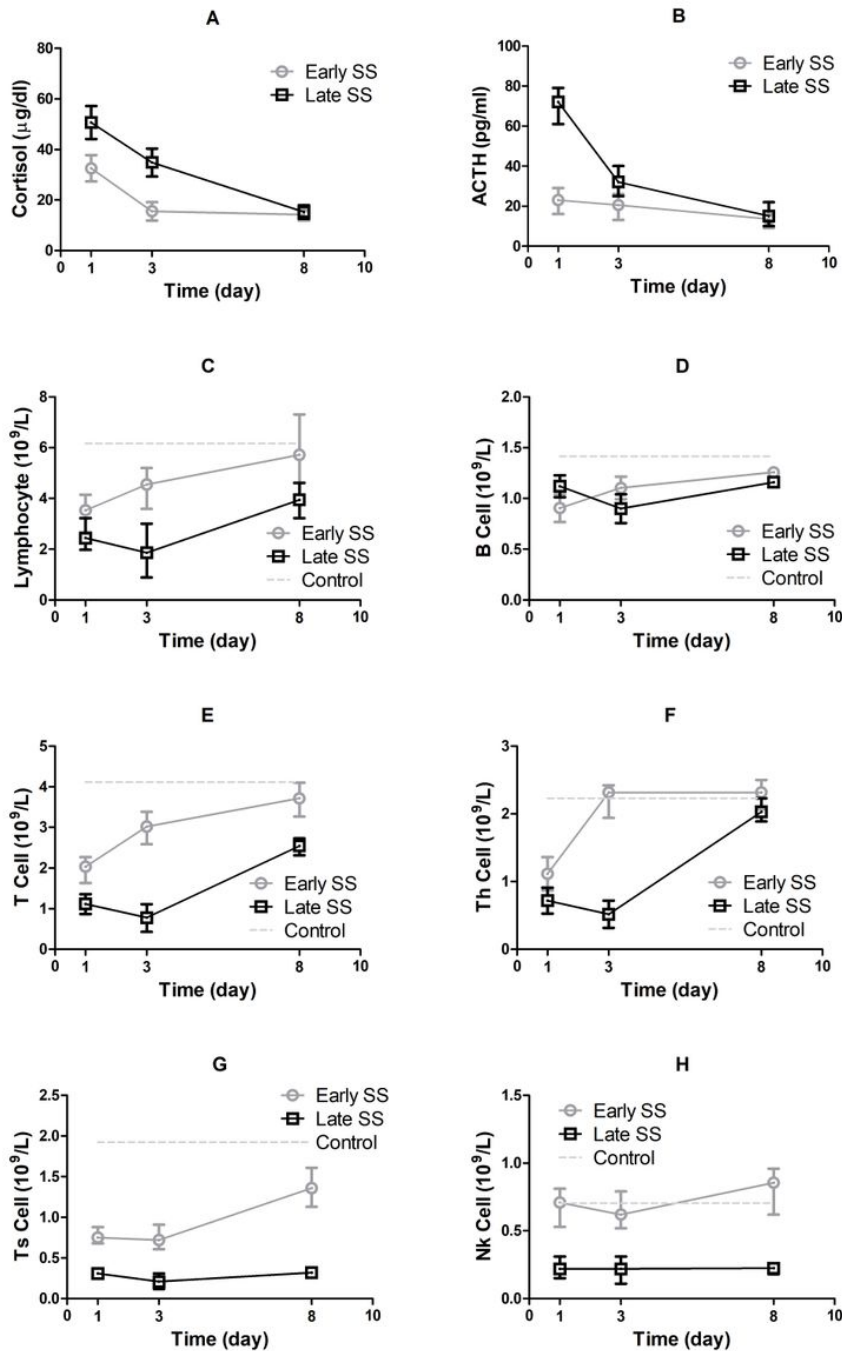 A
80
60
40
20
0
Cortisol (μg/dl)
Early SS
Late SS
0 1 3 8 10
Time (day)
B
100
80
60
40
20
0
ACTH (pg/ml)
Early SS
Late SS
0 1 3 8 10
Time (day)
C
8
6
4
2
0
Lymphocyte (10⁹/L)
Early SS
Late SS
Control
0 1 3 8 10
Time (day)
D
2.0
1.5
1.0
0.5
0.0
B Cell (10⁹/L)
Early SS
Late SS
Control
0 1 3 8 10
Time (day)
E
5
4
3
2
1
0
T Cell (10⁹/L)
Early SS
Late SS
Control
0 1 3 8 10
Time (day)
F
3
2
1
0
Th Cell (10⁹/L)
Early SS
Late SS
Control
0 1 3 8 10
Time (day)
G
2.5
2.0
1.5
1.0
0.5
0.0
Ts Cell (10⁹/L)
Early SS
Late SS
Control
0 1 3 8 10
Time (day)
H
1.5
1.0
0.5
0.0
Nk Cell (10⁹/L)
Early SS
Late SS
Control
0 1 3 8 10
Time (day)